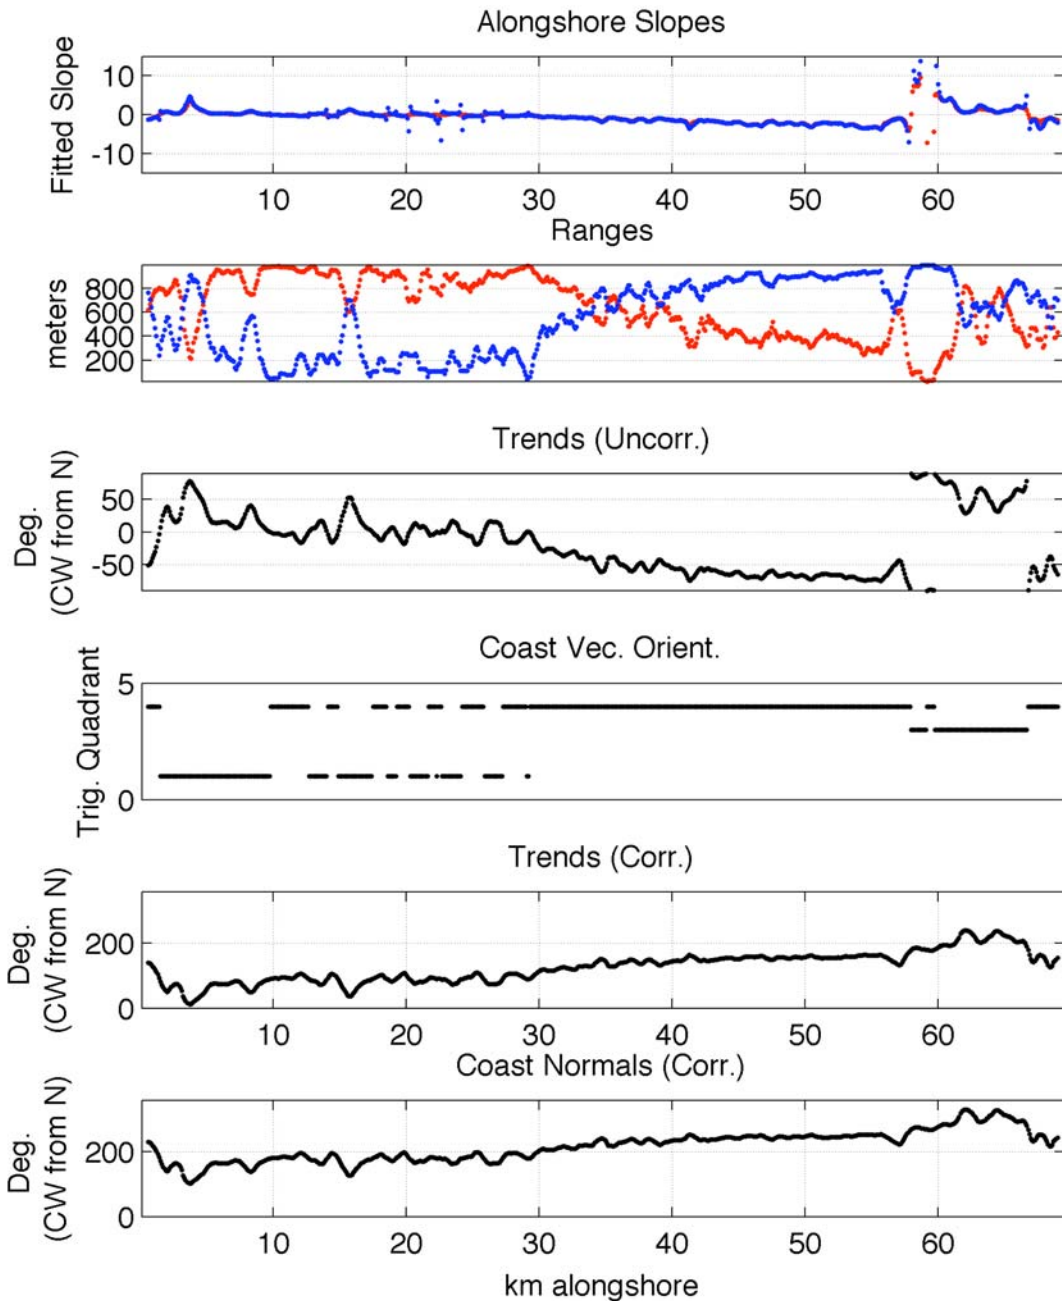 Alongshore Slopes
Fitted Slope
10
0
-10
10 20 30 40 50 60
Ranges
meters
800
600
400
200
Trends (Uncorr.)
Deg.
(CW from N)
50
0
-50
Coast Vec. Orient.
Trig. Quadrant
5
0
Trends (Corr.)
Deg.
(CW from N)
200
0
10 20 30 40 50 60
Coast Normals (Corr.)
Deg.
(CW from N)
200
0
10 20 30 40 50 60
km alongshore